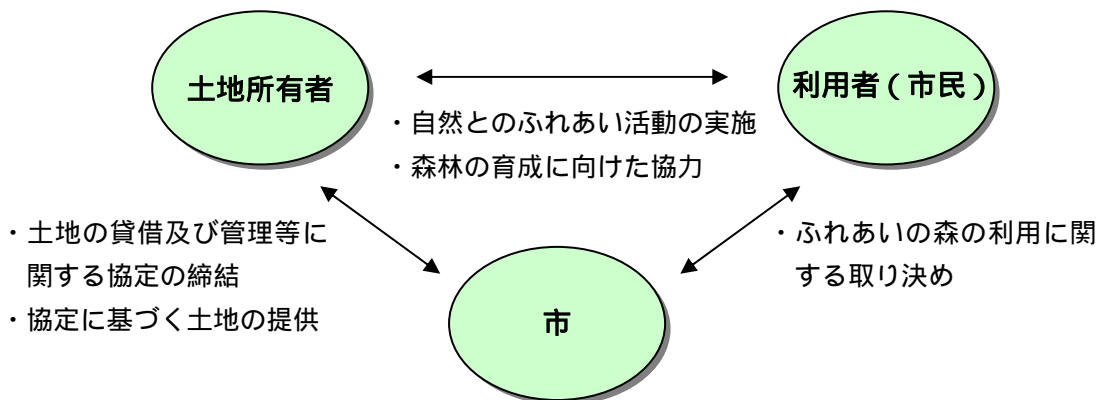 土地所有者
利用者（市民）
・自然とのふれあい活動の実施
・森林の育成に向けた協力
・土地の貸借及び管理等に
関する協定の締結
・協定に基づく土地の提供
・ふれあいの森の利用に関
する取り決め
市